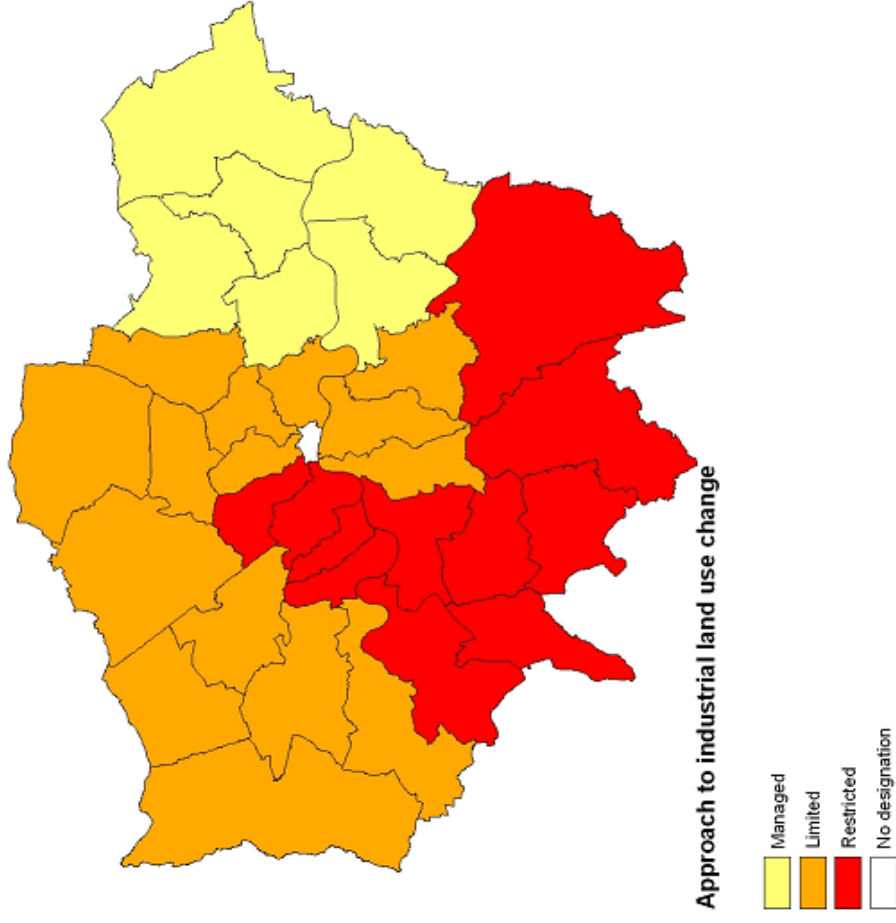 Approach to industrial land use change
Managed
Limited
Restricted
No designation